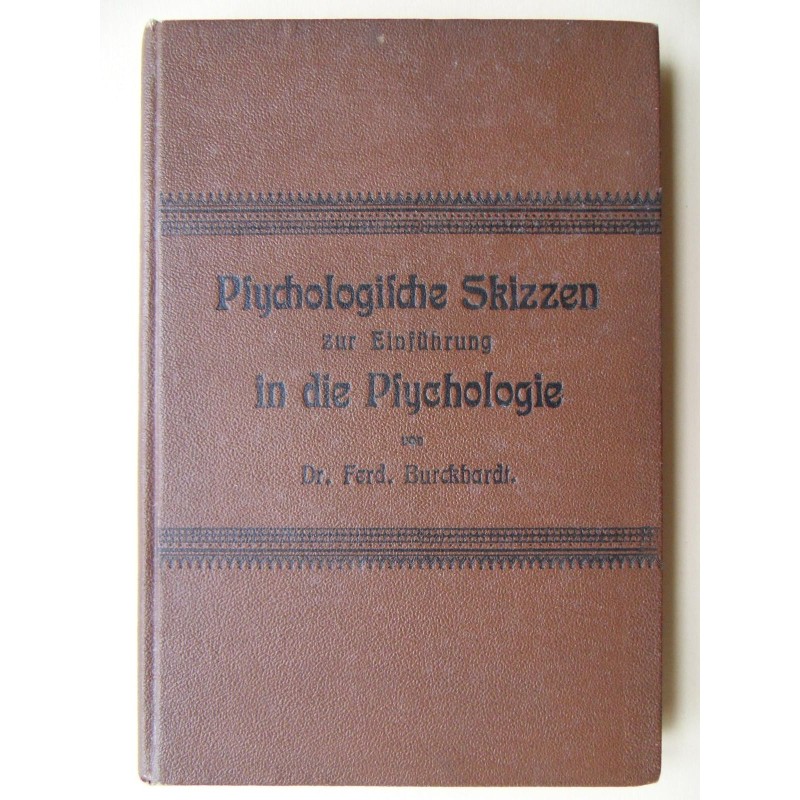 Pſychologiſche Skizzen
zur Einführung
in die Pſychologie
von
Dr. Ferd. Burckhardt.